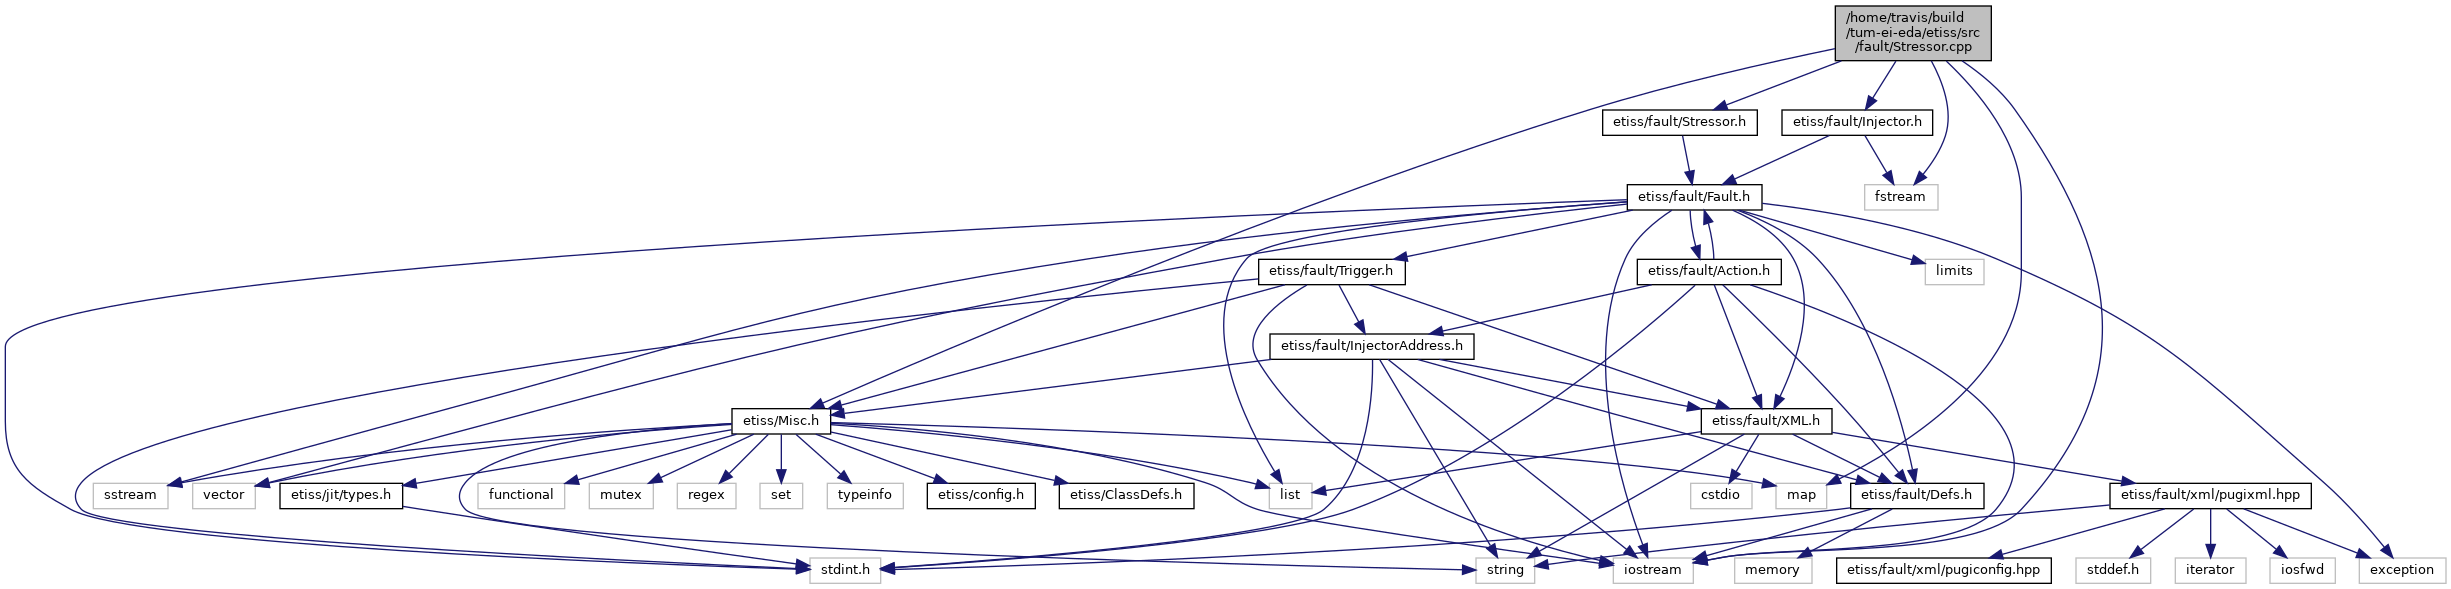 /home/travis/build
/tum-ei-eda/etiss/src
/fault/Stressor.cpp
etiss/fault/Stressor.h
etiss/fault/Injector.h
etiss/fault/Fault.h
fstream
etiss/fault/Trigger.h
etiss/fault/Action.h
limits
etiss/fault/InjectorAddress.h
etiss/Misc.h
etiss/fault/XML.h
sstream
vector
etiss/jit/types.h
functional
mutex
regex
set
typeinfo
etiss/config.h
etiss/ClassDefs.h
list
cstdio
map
etiss/fault/Defs.h
etiss/fault/xml/pugixml.hpp
stdint.h
string
iostream
memory
etiss/fault/xml/pugiconfig.hpp
stddef.h
iterator
iosfwd
exception